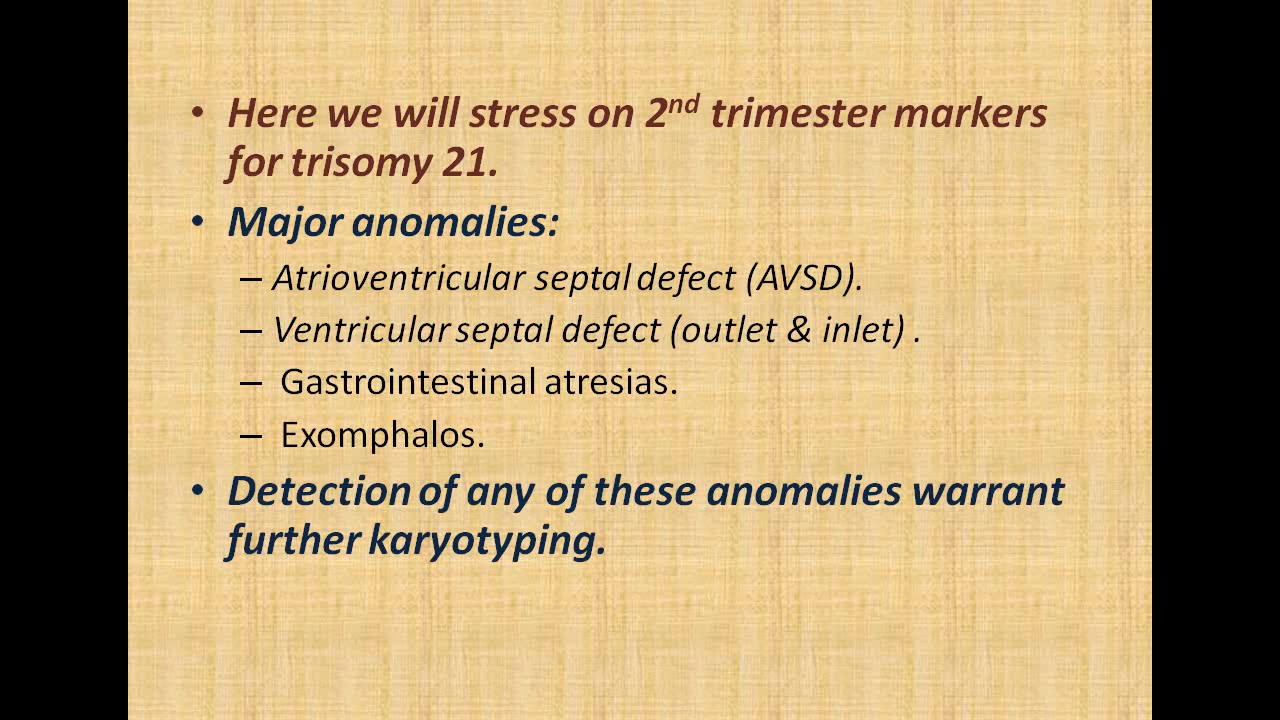 • Here we will stress on 2nd trimester markers
for trisomy 21.
• Major anomalies:
– Atrioventricular septal defect (AVSD).
– Ventricular septal defect (outlet & inlet) .
– Gastrointestinal atresias.
– Exomphalos.
• Detection of any of these anomalies warrant
further karyotyping.